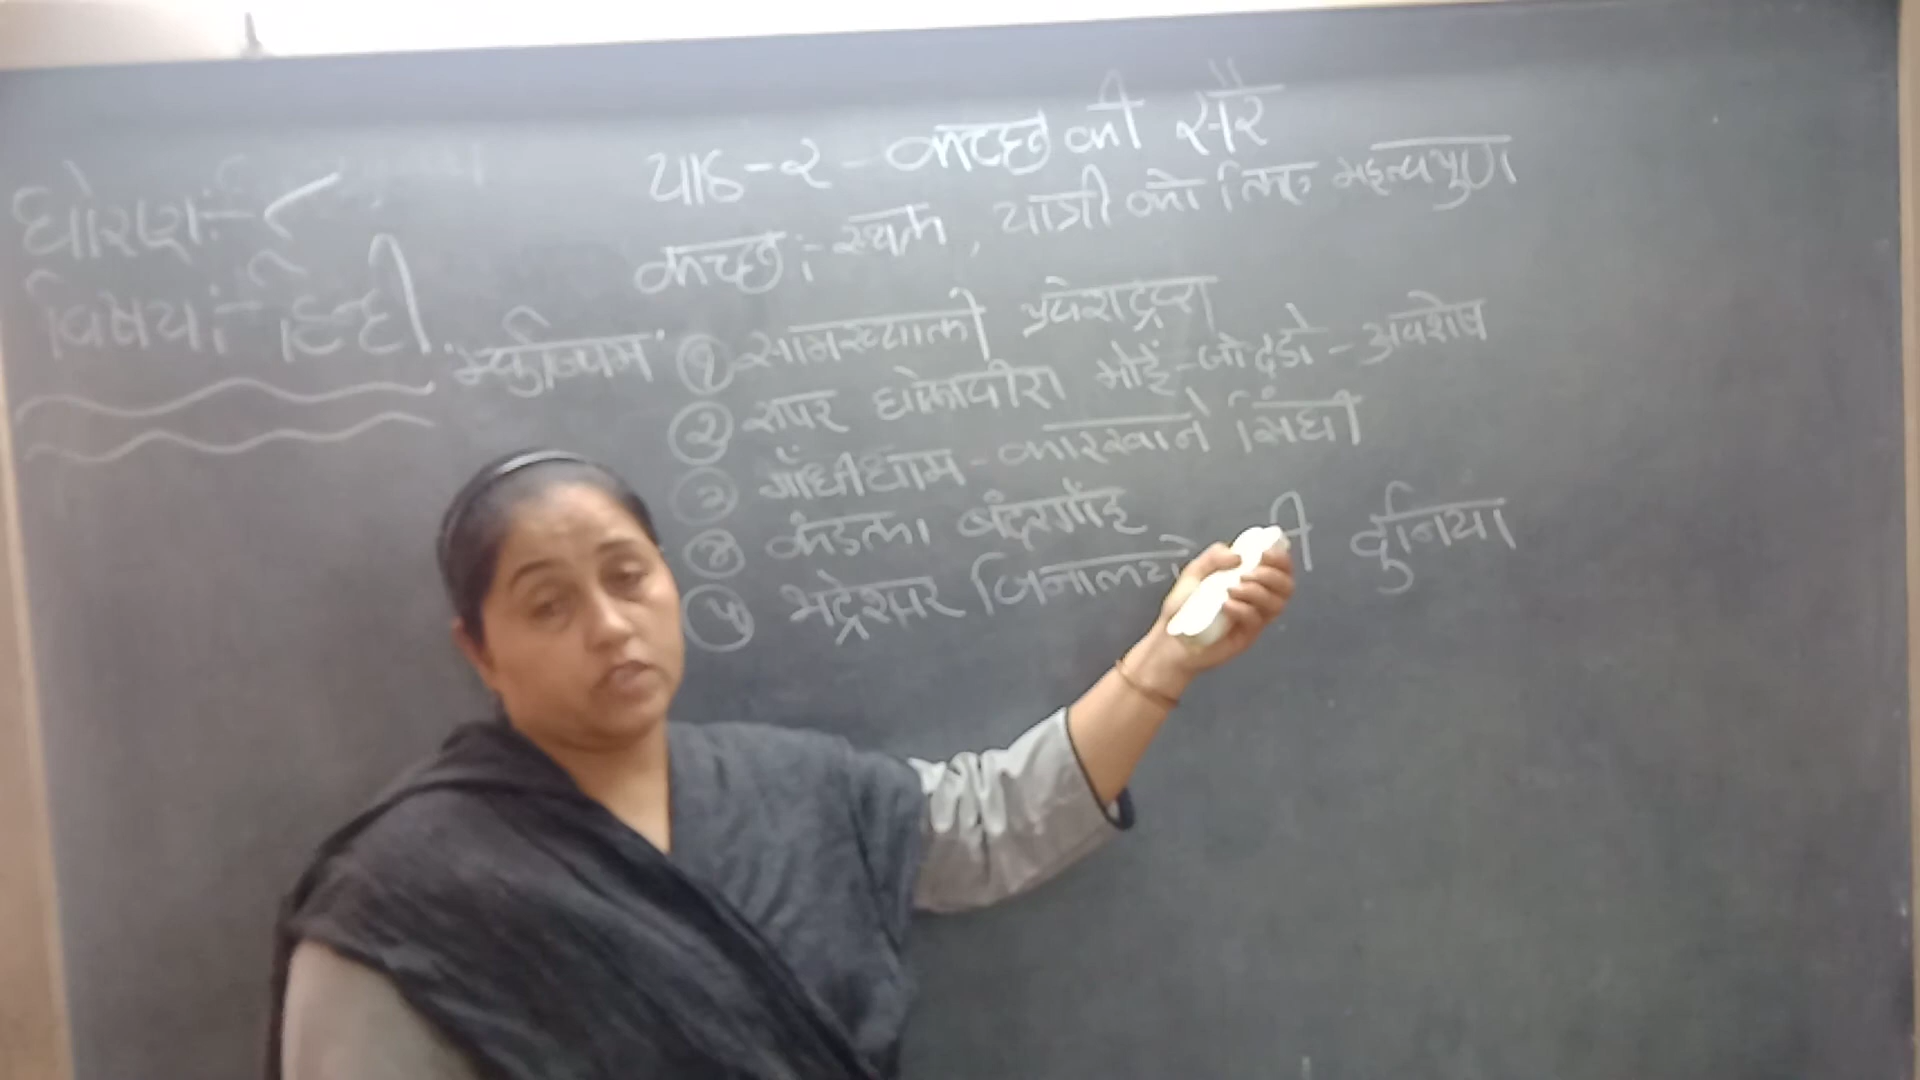 धोरण:- ८
विषय:- हिन्दी
पाठ-२ - कच्छ की सैर
कच्छ :- स्थल, यात्री को लिए महत्वपुण
म्युजियम
① सामख्याली प्रवेशद्वार
② रापर धोलावीरा मोहें-जो-दडो - अवशेष
③ गाँधीधाम - कारखाने सिंधी
④ कंडला बंदरगाँह
⑤ भद्रेश्वर जिनालयो की दुनिया